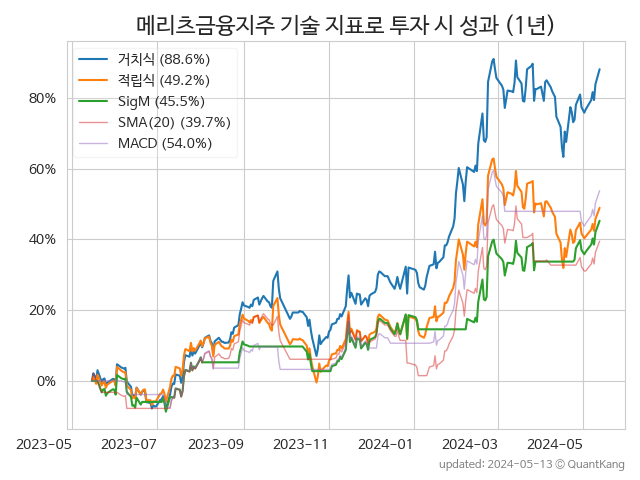 메리츠금융지주 기술 지표로 투자 시 성과 (1년)
거치식 (88.6%)
적립식 (49.2%)
SigM (45.5%)
SMA(20) (39.7%)
MACD (54.0%)
80%
60%
40%
20%
0%
2023-05 2023-07 2023-09 2023-11 2024-01 2024-03 2024-05
updated: 2024-05-13 © QuantKang